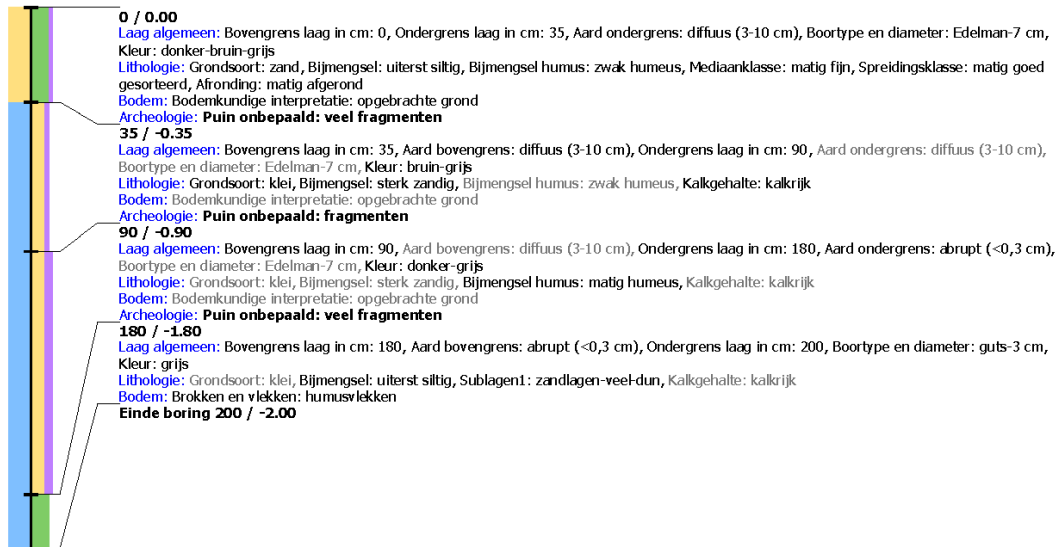 0 / 0.00
Laag algemeen: Bovengrens laag in cm: 0, Ondergrens laag in cm: 35, Aard ondergrens: diffuus (3-10 cm), Boortype en diameter: Edelman-7 cm,
Kleur: donker-bruin-grijs
Lithologie: Grondsoort: zand, Bijmengsel: uiterst siltig, Bijmengsel humus: zwak humeus, Mediaanklasse: matig fijn, Spreidingsklasse: matig goed
gesorteerd, Afronding: matig afgerond
Bodem: Bodemkundige interpretatie: opgebrachte grond
Archeologie: Puin onbepaald: veel fragmenten
35 / -0.35
Laag algemeen: Bovengrens laag in cm: 35, Aard bovengrens: diffuus (3-10 cm), Ondergrens laag in cm: 90, Aard ondergrens: diffuus (3-10 cm),
Boortype en diameter: Edelman-7 cm, Kleur: bruin-grijs
Lithologie: Grondsoort: klei, Bijmengsel: sterk zandig, Bijmengsel humus: zwak humeus, Kalkgehalte: kalkrijk
Bodem: Bodemkundige interpretatie: opgebrachte grond
Archeologie: Puin onbepaald: fragmenten
90 / -0.90
Laag algemeen: Bovengrens laag in cm: 90, Aard bovengrens: diffuus (3-10 cm), Ondergrens laag in cm: 180, Aard ondergrens: abrupt (<0,3 cm),
Boortype en diameter: Edelman-7 cm, Kleur: donker-grijs
Lithologie: Grondsoort: klei, Bijmengsel: sterk zandig, Bijmengsel humus: matig humeus, Kalkgehalte: kalkrijk
Bodem: Bodemkundige interpretatie: opgebrachte grond
Archeologie: Puin onbepaald: veel fragmenten
180 / -1.80
Laag algemeen: Bovengrens laag in cm: 180, Aard bovengrens: abrupt (<0,3 cm), Ondergrens laag in cm: 200, Boortype en diameter: guts-3 cm,
Kleur: grijs
Lithologie: Grondsoort: klei, Bijmengsel: uiterst siltig, Sublagen1: zandlagen-veel-dun, Kalkgehalte: kalkrijk
Bodem: Brokken en vlekken: humusvlekken
Einde boring 200 / -2.00